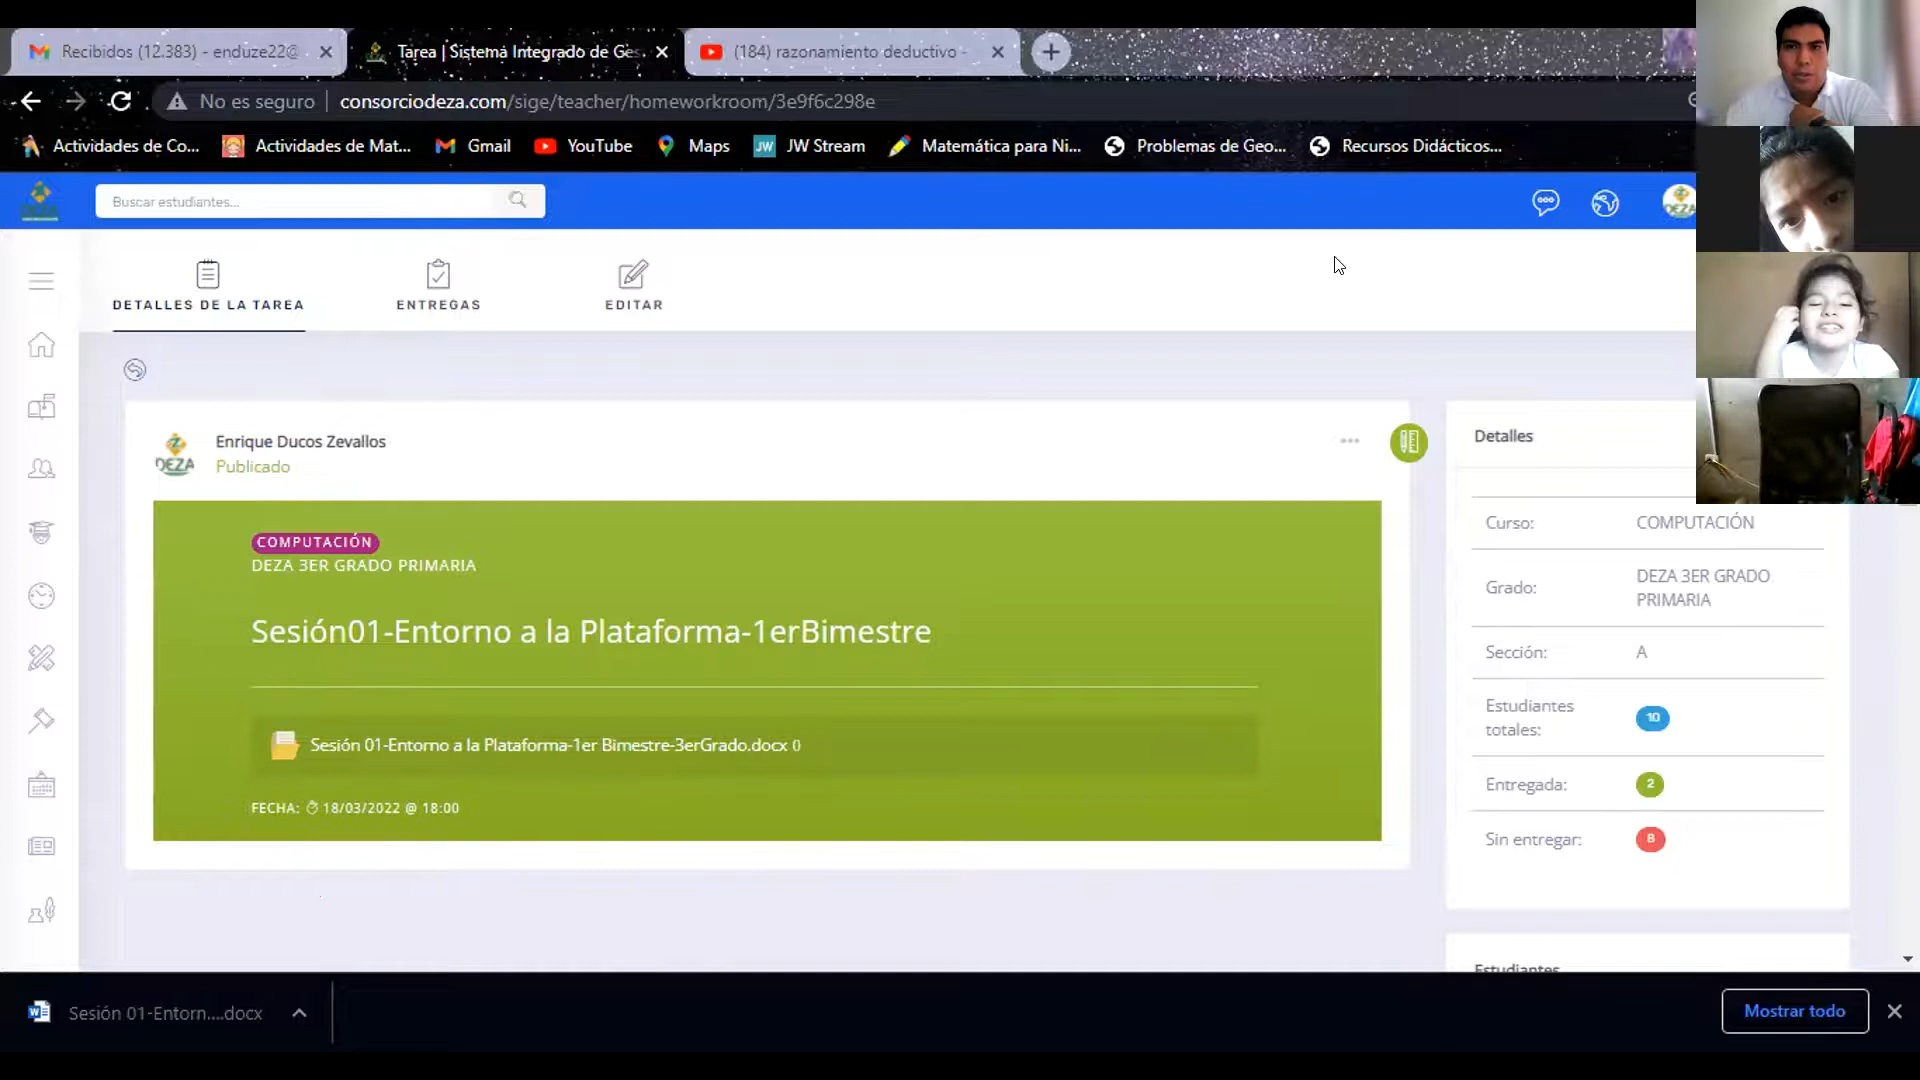 Recibidos (12.383) - enduze22@
Tarea | Sistema Integrado de Ges
(184) razonamiento deductivo -
No es seguro
consorciodeza.com/sige/teacher/homeworkroom/3e9f6c298e
Actividades de Co...
Actividades de Mat...
Gmail
YouTube
Maps
JW
JW Stream
Matemática para Ni...
Problemas de Geo...
Recursos Didácticos...
DEZA
Buscar estudiantes...
DEZA
DETALLES DE LA TAREA
ENTREGAS
EDITAR
DEZA
Enrique Ducos Zevallos
Publicado
COMPUTACIÓN
DEZA 3ER GRADO PRIMARIA
Sesión01-Entorno a la Plataforma-1erBimestre
Sesión 01-Entorno a la Plataforma-1er Bimestre-3erGrado.docx 0
FECHA: 18/03/2022 @ 18:00
Detalles
Curso: COMPUTACIÓN
Grado: DEZA 3ER GRADO
PRIMARIA
Sección: A
Estudiantes
totales: 10
Entregada: 2
Sin entregar: 8
Estudiantes
Sesión 01-Entorn....docx
Mostrar todo